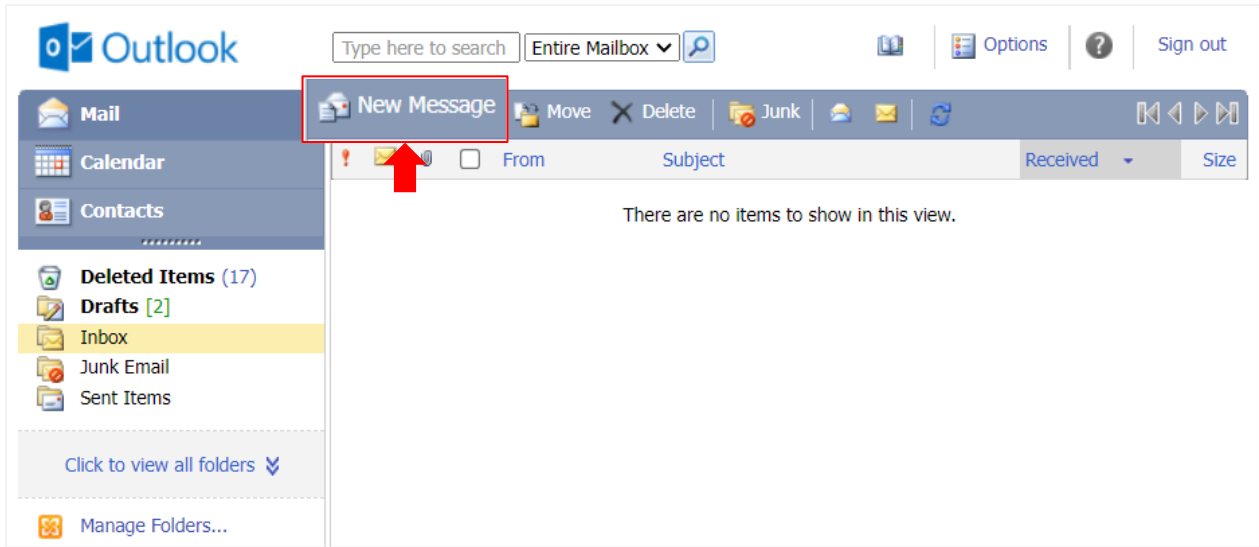 Outlook
Type here to search Entire Mailbox Options Sign out
Mail New Message Move Delete Junk
Calendar From Subject Received Size
Contacts There are no items to show in this view.
Deleted Items (17)
Drafts [2]
Inbox
Junk Email
Sent Items
Click to view all folders
Manage Folders...